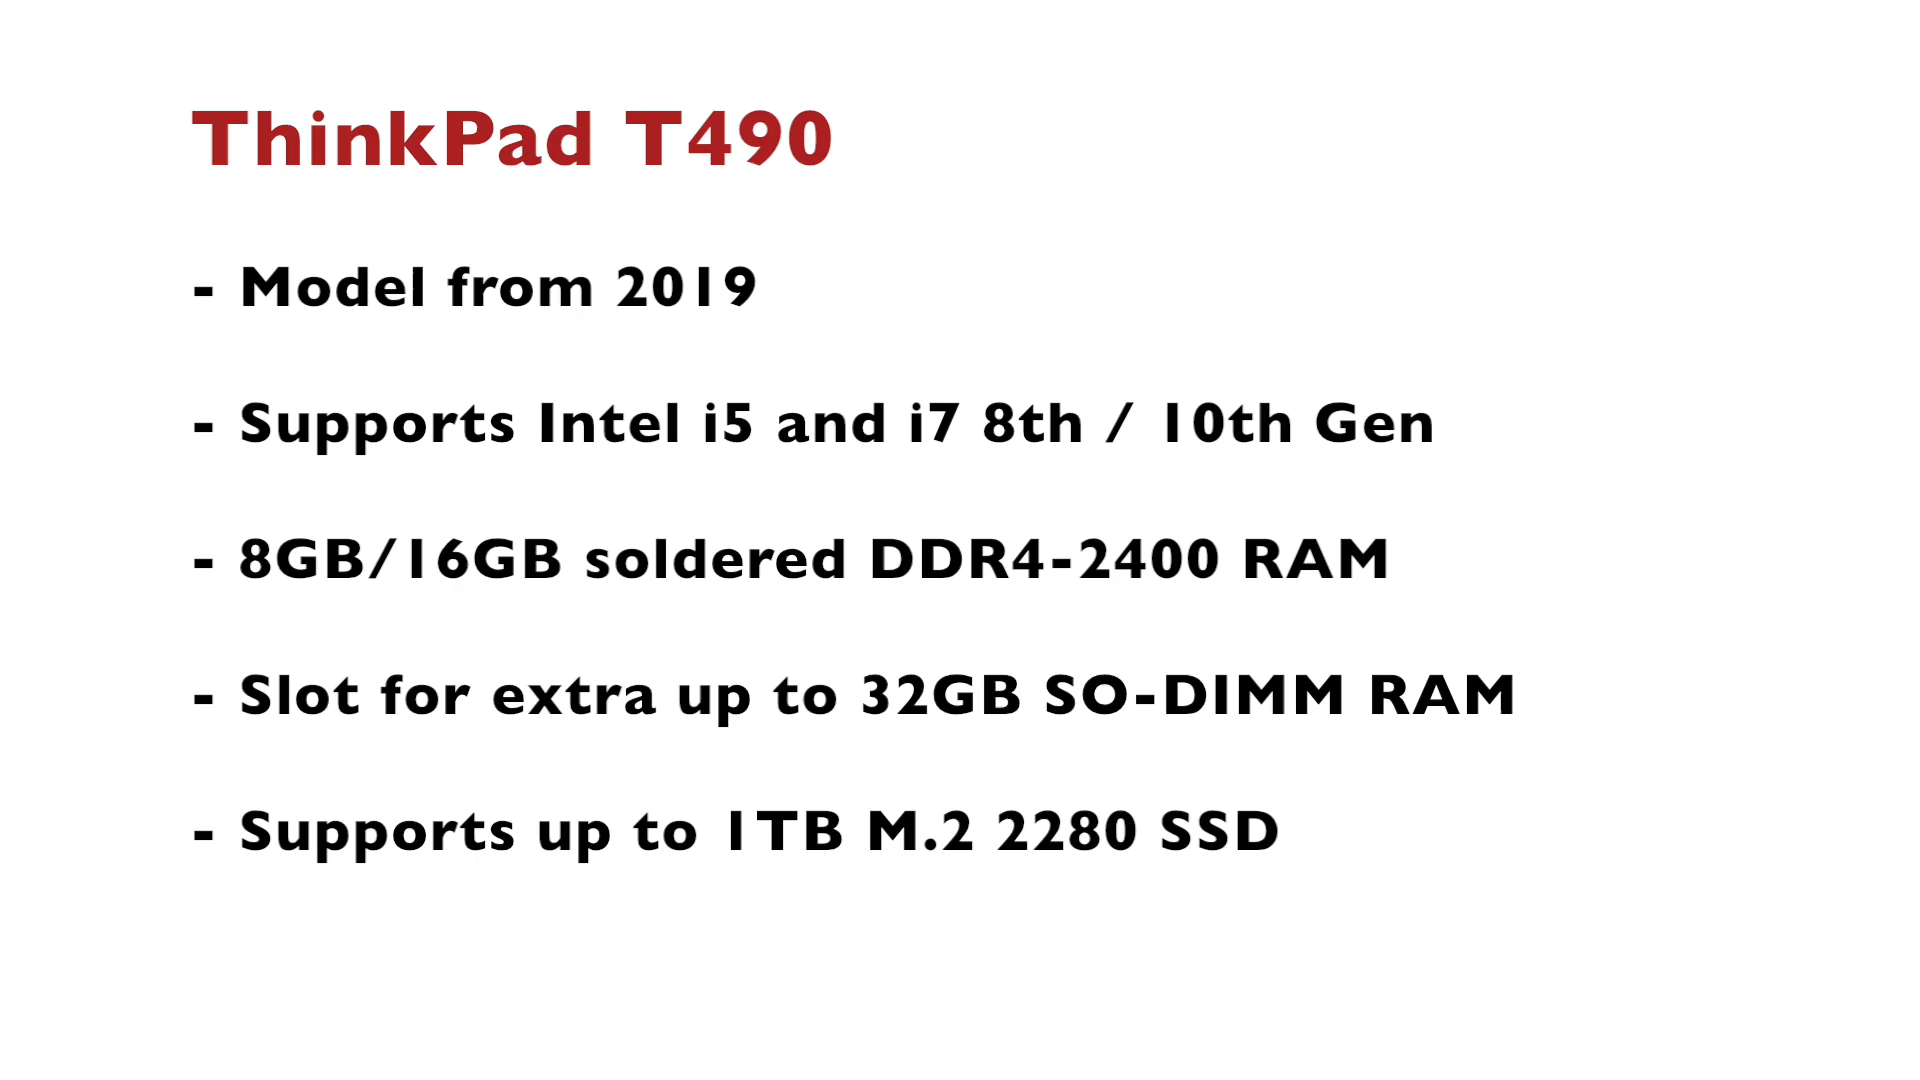 ThinkPad T490
- Model from 2019
- Supports Intel i5 and i7 8th / 10th Gen
- 8GB/16GB soldered DDR4-2400 RAM
- Slot for extra up to 32GB SO-DIMM RAM
- Supports up to 1TB M.2 2280 SSD